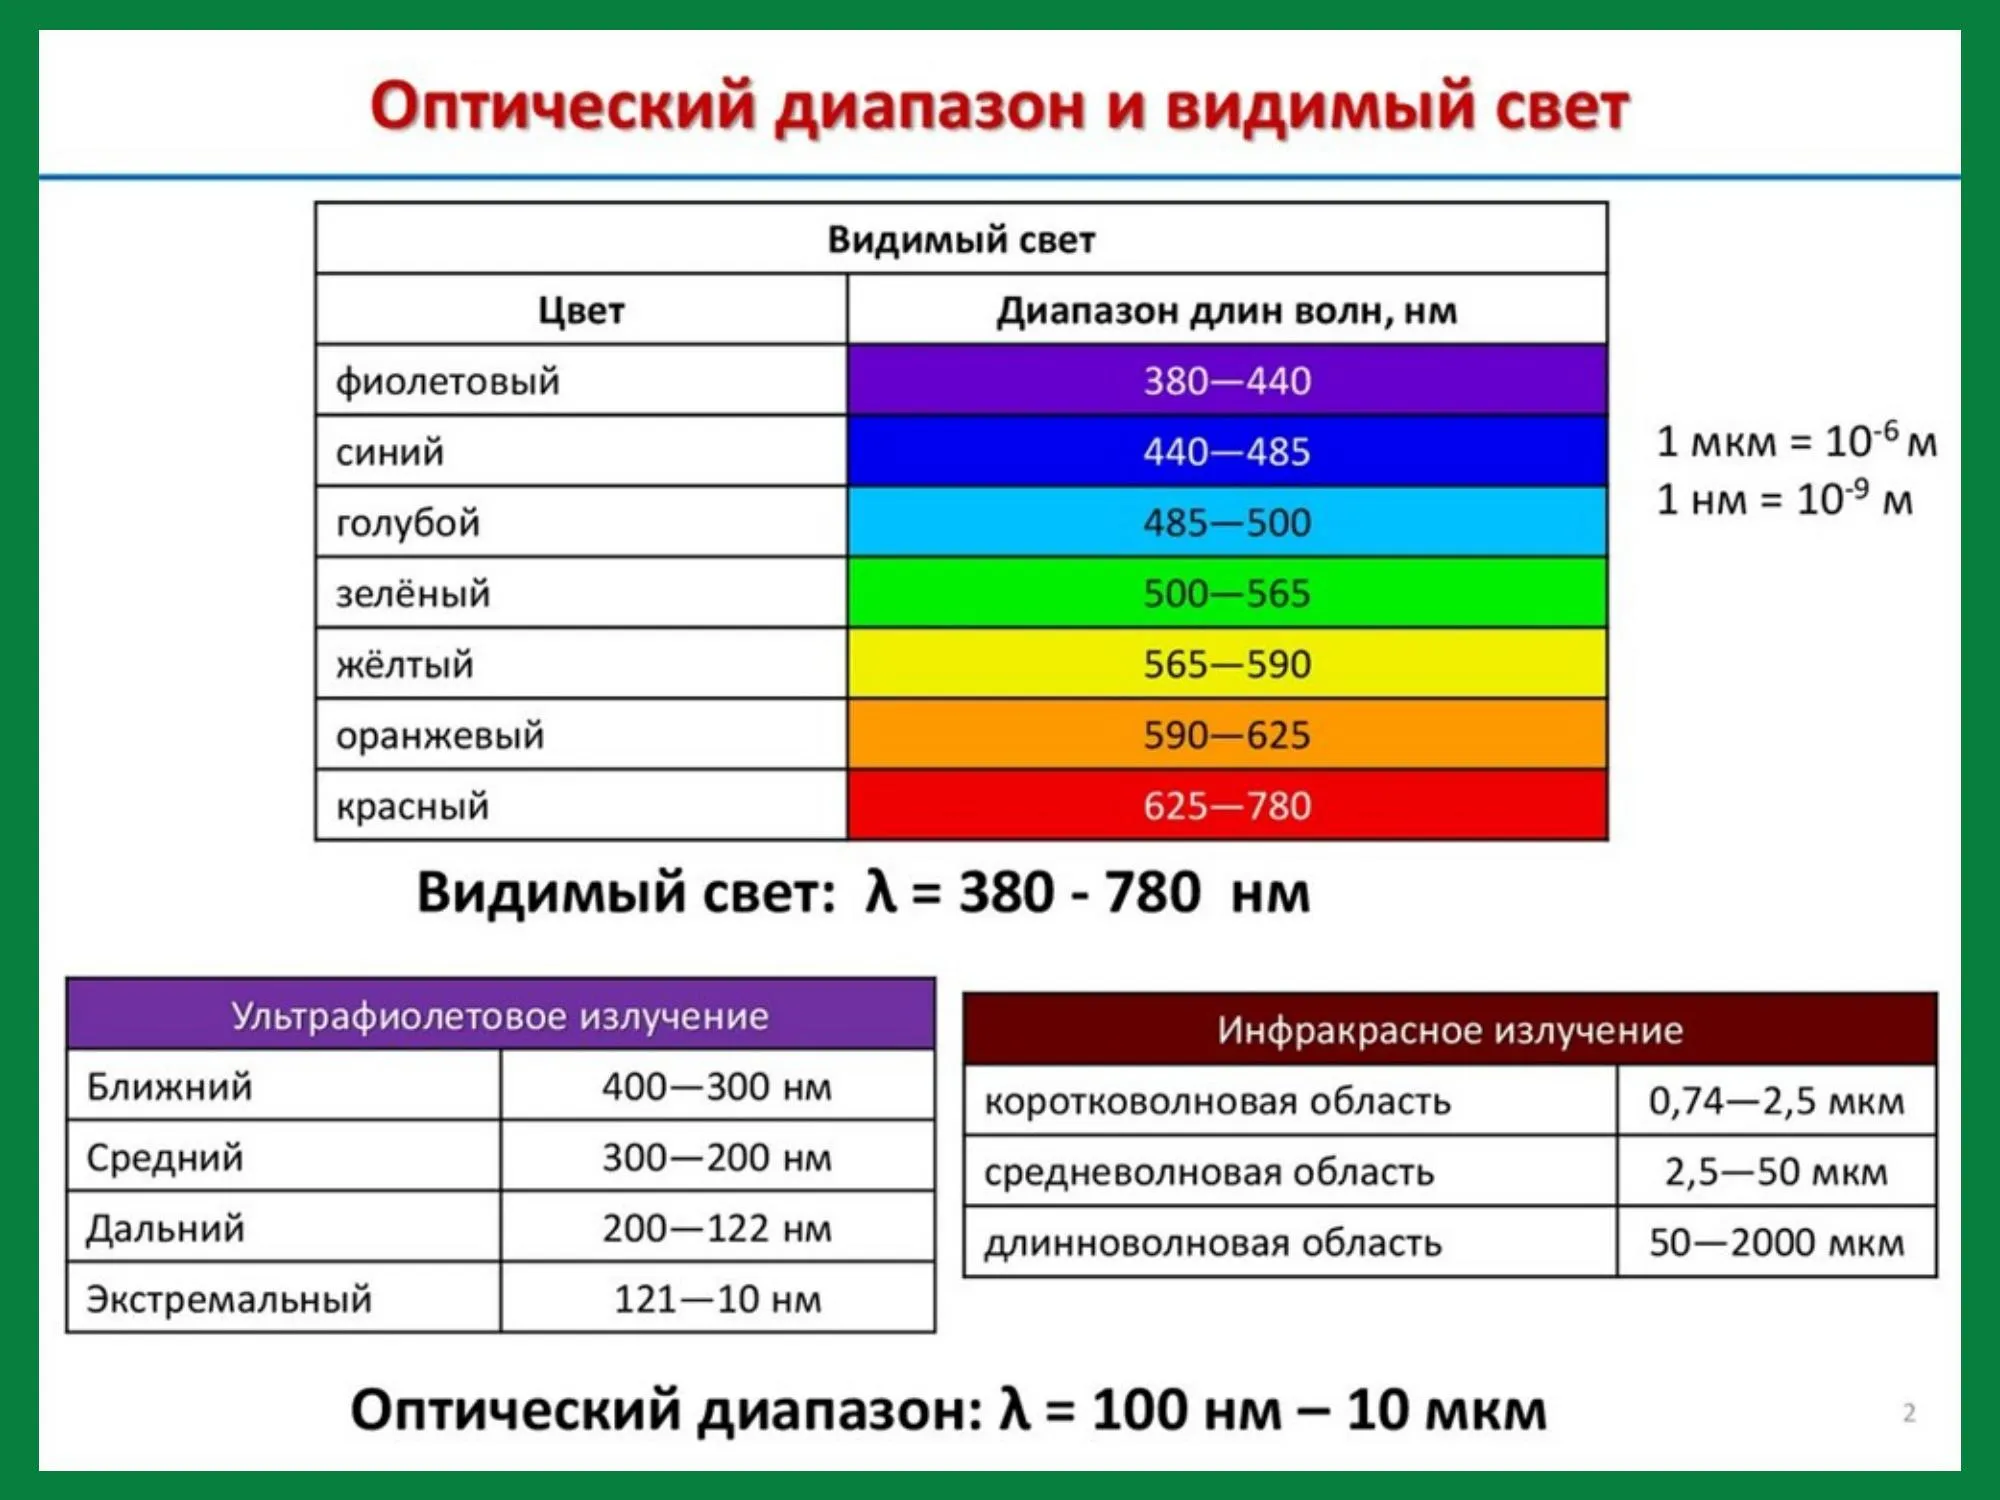 Оптический диапазон и видимый свет
Видимый свет
Цвет Диапазон длин волн, нм
фиолетовый 380—440
синий 440—485
голубой 485—500
зелёный 500—565
жёлтый 565—590
оранжевый 590—625
красный 625—780
1 мкм = 10⁻⁶ м
1 нм = 10⁻⁹ м
Видимый свет: λ = 380 - 780 нм
Ультрафиолетовое излучение
Ближний 400—300 нм
Средний 300—200 нм
Дальний 200—122 нм
Экстремальный 121—10 нм
Инфракрасное излучение
коротковолновая область 0,74—2,5 мкм
средневолновая область 2,5—50 мкм
длинноволновая область 50—2000 мкм
Оптический диапазон: λ = 100 нм – 10 мкм
2